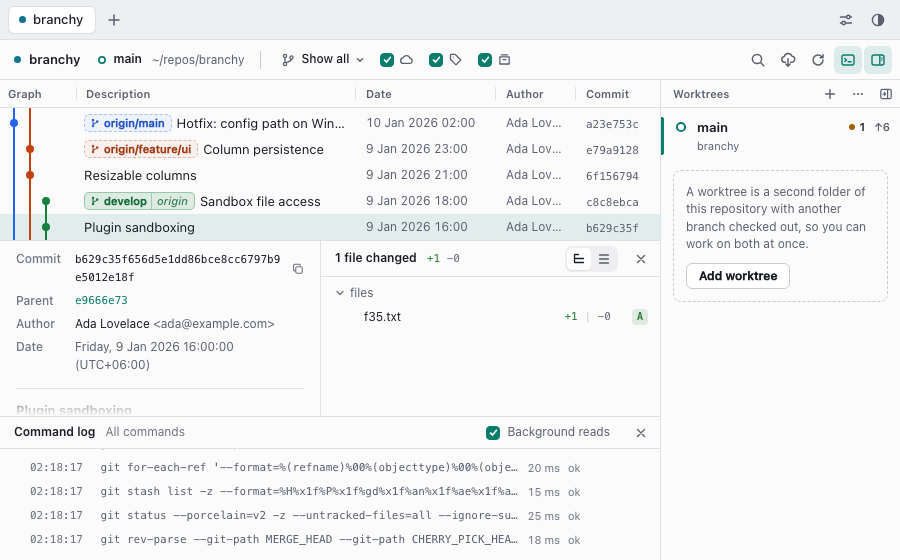 branchy
branchy main ~/repos/branchy Show all
Graph Description Date Author Commit
origin/main Hotfix: config path on Win... 10 Jan 2026 02:00 Ada Lov... a23e753c
origin/feature/ui Column persistence 9 Jan 2026 23:00 Ada Lov... e79a9128
Resizable columns 9 Jan 2026 21:00 Ada Lov... 6f156794
develop origin Sandbox file access 9 Jan 2026 18:00 Ada Lov... c8c8ebca
Plugin sandboxing 9 Jan 2026 16:00 Ada Lov... b629c35f
Commit b629c35f656d5e1dd86bce8cc6797b9
e5012e18f
Parent e9666e73
Author Ada Lovelace <ada@example.com>
Date Friday, 9 Jan 2026 16:00:00
(UTC+06:00)
Plugin sandboxing
1 file changed +1 −0
files
f35.txt +1 −0 A
Command log All commands Background reads
02:18:17 git for-each-ref '--format=%(refname)%00%(objecttype)%00%(obje… 20 ms ok
02:18:17 git stash list -z --format=%H%x1f%P%x1f%gd%x1f%an%x1f%ae%x1f%a… 15 ms ok
02:18:17 git status --porcelain=v2 -z --untracked-files=all --ignore-su… 25 ms ok
02:18:17 git rev-parse --git-path MERGE_HEAD --git-path CHERRY_PICK_HEA… 18 ms ok
Worktrees
main 1 ↑6
branchy
A worktree is a second folder of
this repository with another
branch checked out, so you can
work on both at once.
Add worktree